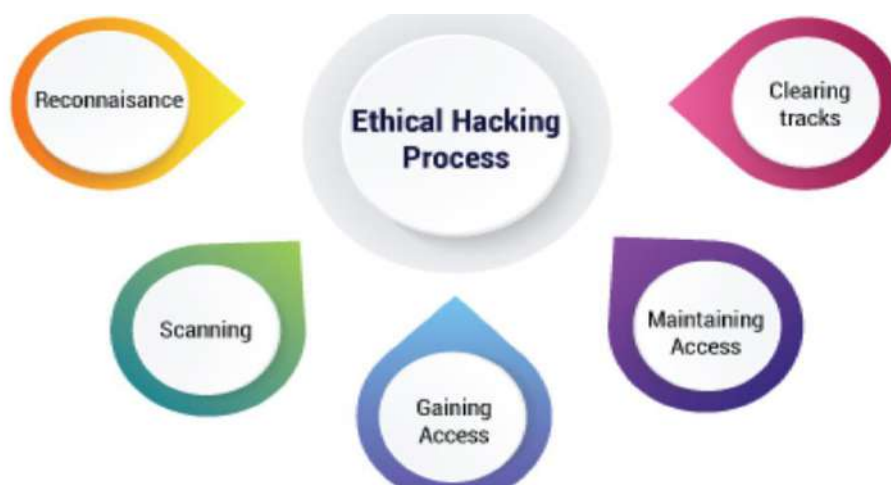 Ethical Hacking
Process
Reconnaisance
Scanning
Gaining
Access
Maintaining
Access
Clearing
tracks